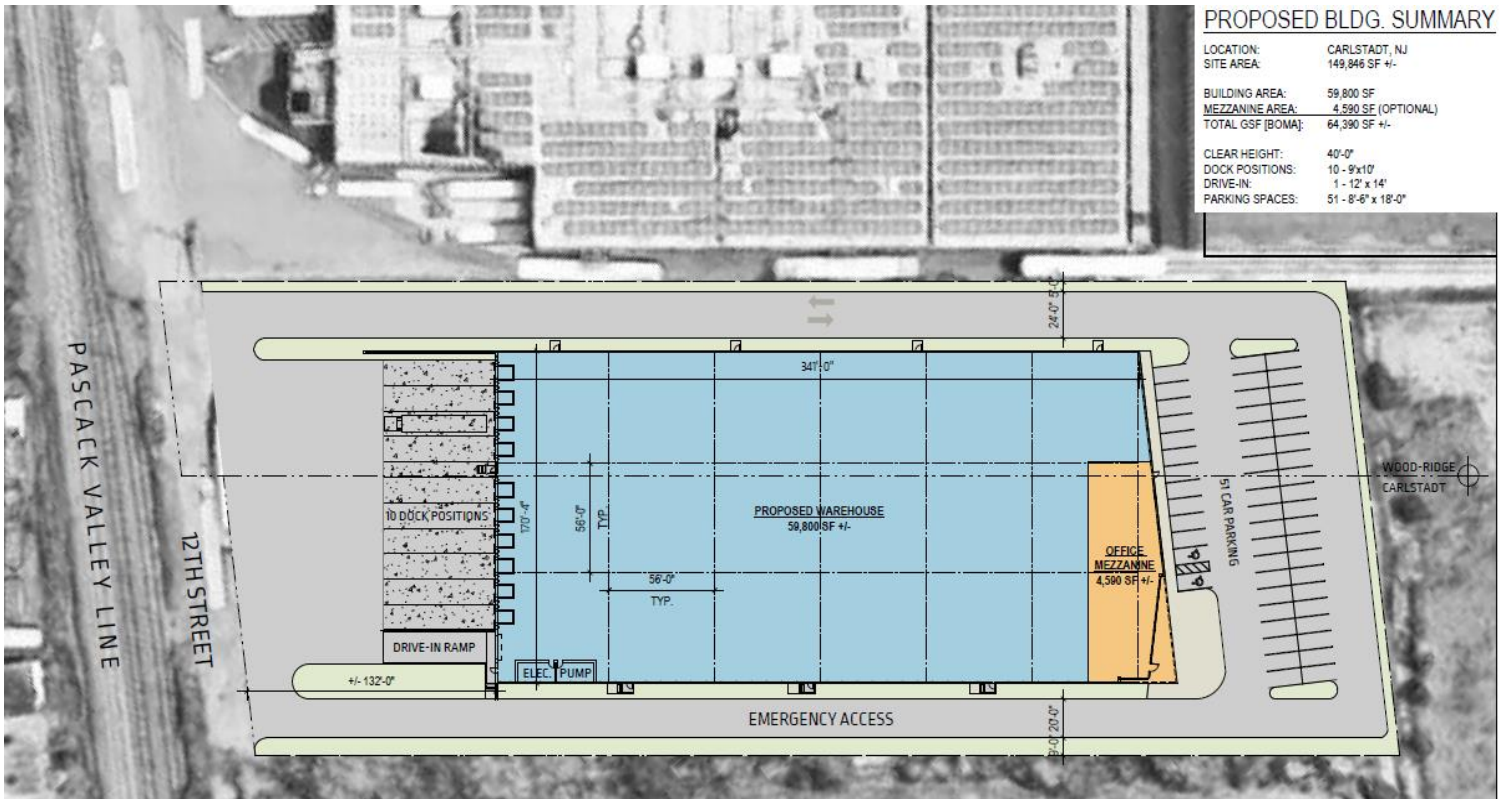 PROPOSED BLDG. SUMMARY
LOCATION: CARLSTADT, NJ
SITE AREA: 149,846 SF +/-
BUILDING AREA: 59,800 SF
MEZZANINE AREA: 4,590 SF (OPTIONAL)
TOTAL GSF [BOMA]: 64,390 SF +/-
CLEAR HEIGHT: 40'-0"
DOCK POSITIONS: 10 - 9'x10'
DRIVE-IN: 1 - 12' x 14'
PARKING SPACES: 51 - 8'-6" x 18'-0"
PASCACK VALLEY LINE
12TH STREET
24'-0" 5'-0"
341'-0"
10 DOCK POSITIONS
170'-4"
56'-0"
TYP.
56'-0"
TYP.
PROPOSED WAREHOUSE
59,800 SF +/-
OFFICE
MEZZANINE
4,590 SF +/-
51 CAR PARKING
WOOD-RIDGE
CARLSTADT
DRIVE-IN RAMP
ELEC. PUMP
+/- 132'-0"
EMERGENCY ACCESS
20'-0"